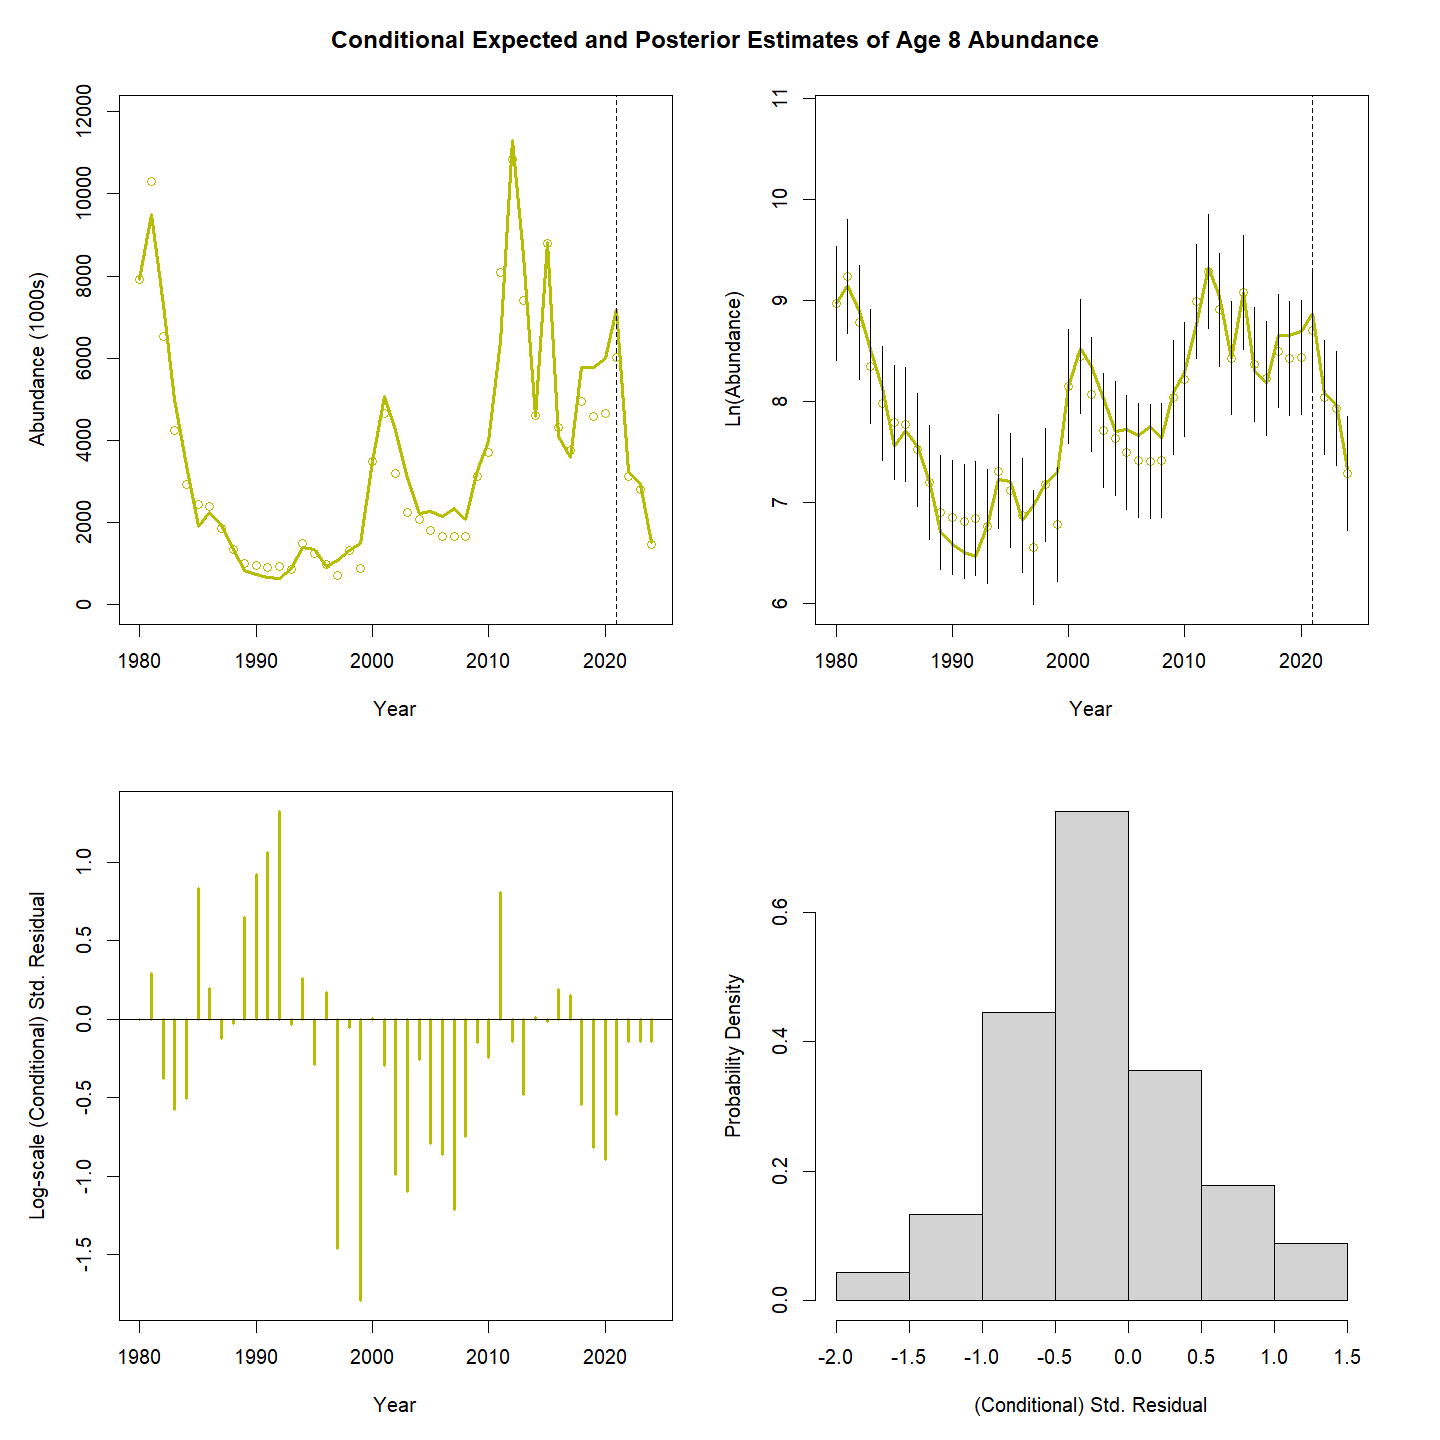 Conditional Expected and Posterior Estimates of Age 8 Abundance
Abundance (1000s)
12000
10000
8000
6000
4000
2000
0
1980 1990 2000 2010 2020
Year
Ln(Abundance)
11
10
9
8
7
6
1980 1990 2000 2010 2020
Year
Log-scale (Conditional) Std. Residual
1.0
0.5
0.0
-0.5
-1.0
-1.5
1980 1990 2000 2010 2020
Year
Probability Density
0.6
0.4
0.2
0.0
-2.0 -1.5 -1.0 -0.5 0.0 0.5 1.0 1.5
(Conditional) Std. Residual